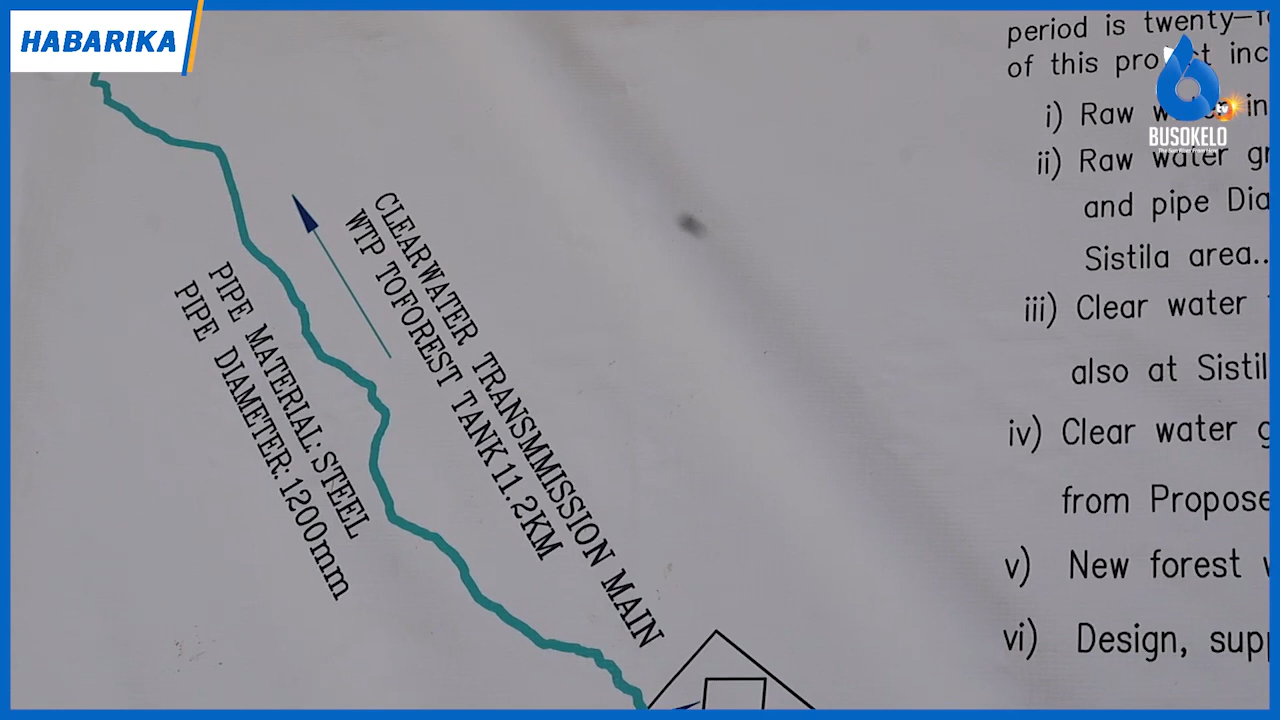 HABARIKA
BUSOKELO
CLEARWATER TRANSMMISSION MAIN
WTP TOFOREST TANK 11.2KM
PIPE MATERIAL: STEEL
PIPE DIAMETER: 1200mm
period is twenty-f
of this pro
inc
i) Raw
in
ii) Raw water gr
and pipe Dia
Sistila area..
iii) Clear water
also at Sistil
iv) Clear water g
from Propose
v) New forest
vi) Design, supp